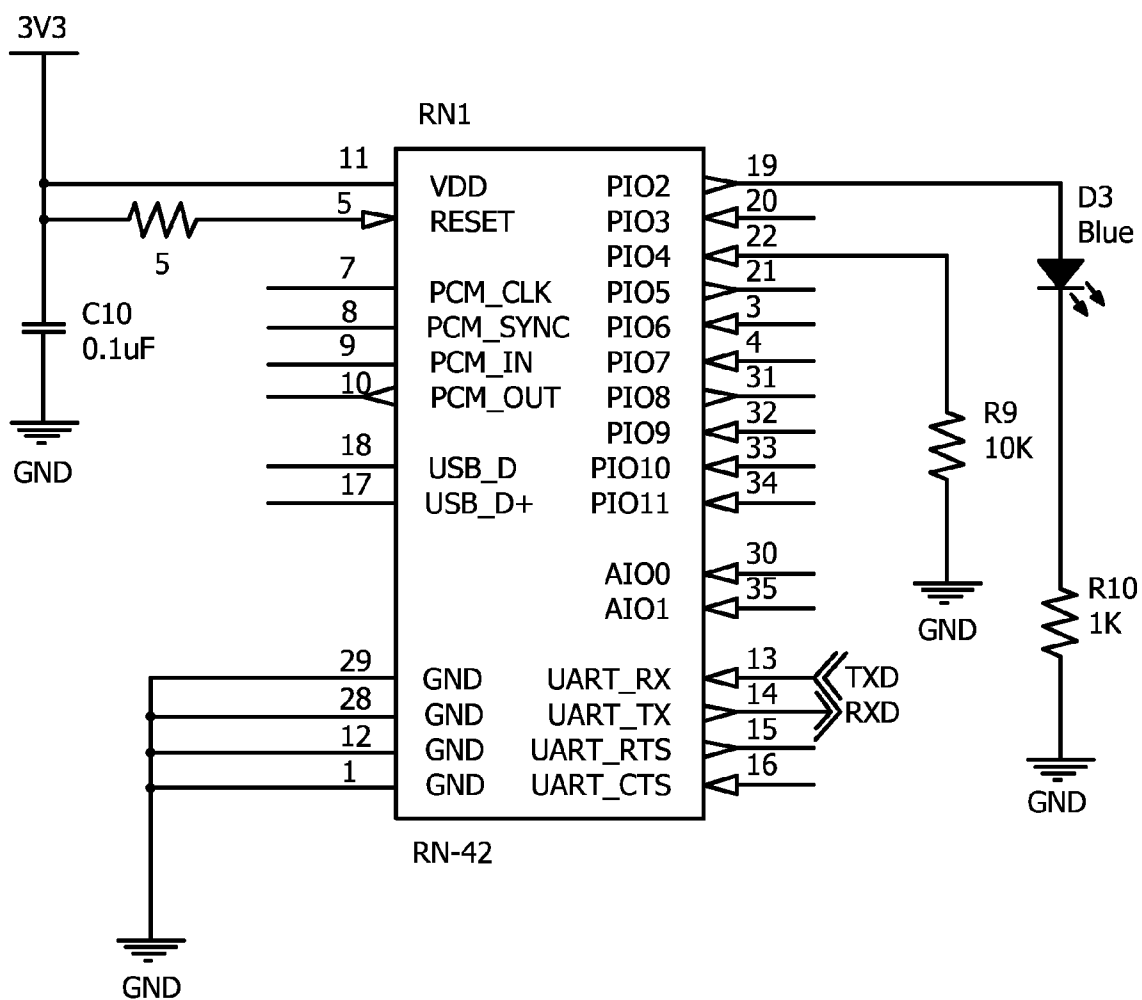 3V3
RN1
11 VDD PIO2 19
5 RESET PIO3 20
5
PIO4 22
7 PCM_CLK PIO5 21
8 PCM_SYNC PIO6 3
9 PCM_IN PIO7 4
10 PCM_OUT PIO8 31
PIO9 32
18 USB_D PIO10 33
17 USB_D+ PIO11 34
AIO0 30
AIO1 35
29 GND UART_RX 13 TXD
28 GND UART_TX 14 RXD
12 GND UART_RTS 15
1 GND UART_CTS 16
RN-42
C10
0.1uF
GND
D3
Blue
R9
10K
GND
R10
1K
GND
GND